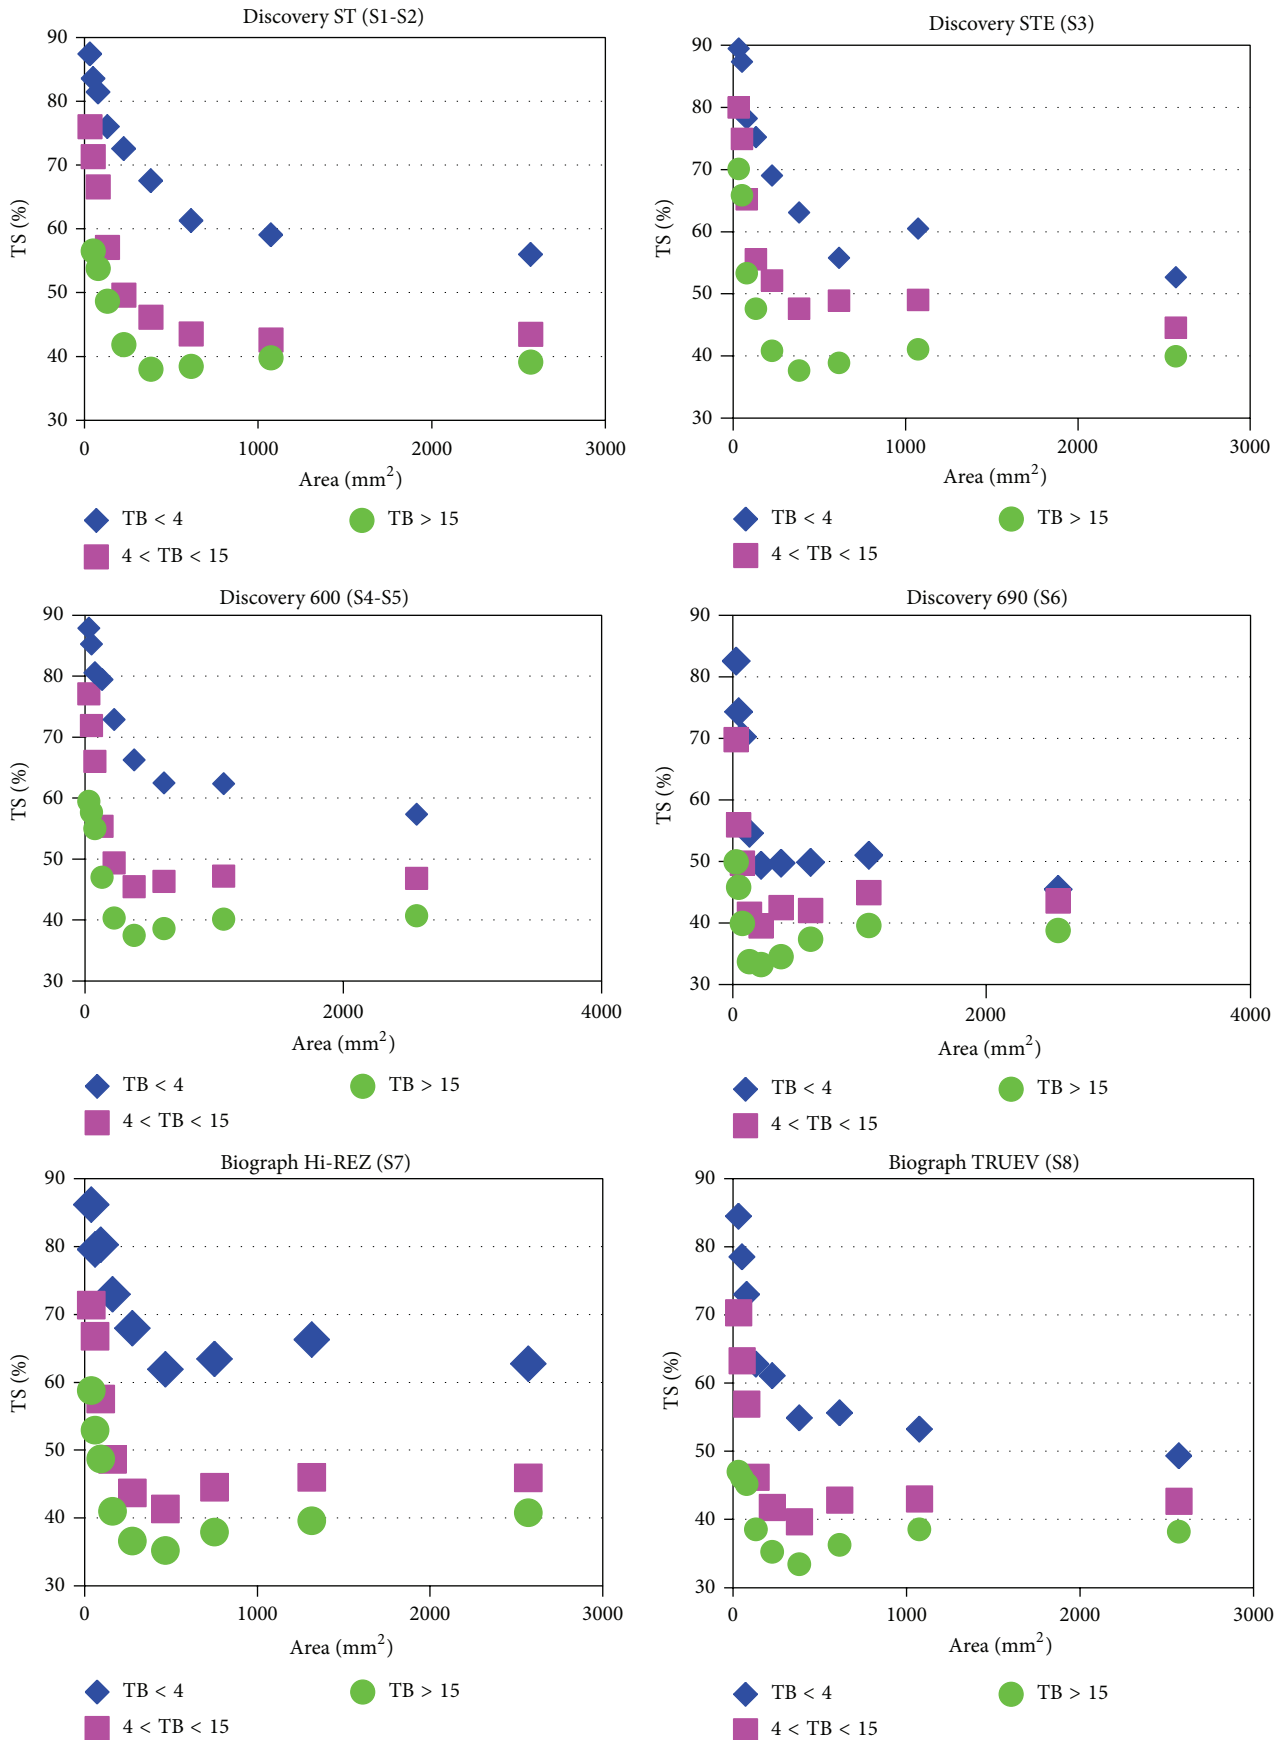 Discovery ST (S1-S2)
90
80
70
60
50
40
30
TS (%)
0 1000 2000 3000
Area (mm²)
TB < 4
TB > 15
4 < TB < 15
Discovery STE (S3)
90
80
70
60
50
40
30
TS (%)
0 1000 2000 3000
Area (mm²)
TB < 4
TB > 15
4 < TB < 15
Discovery 600 (S4-S5)
90
80
70
60
50
40
30
TS (%)
0 2000 4000
Area (mm²)
TB < 4
TB > 15
4 < TB < 15
Discovery 690 (S6)
90
80
70
60
50
40
30
TS (%)
0 2000 4000
Area (mm²)
TB < 4
TB > 15
4 < TB < 15
Biograph Hi-REZ (S7)
90
80
70
60
50
40
30
TS (%)
0 1000 2000 3000
Area (mm²)
TB < 4
TB > 15
4 < TB < 15
Biograph TRUEV (S8)
90
80
70
60
50
40
30
TS (%)
0 1000 2000 3000
Area (mm²)
TB < 4
TB > 15
4 < TB < 15